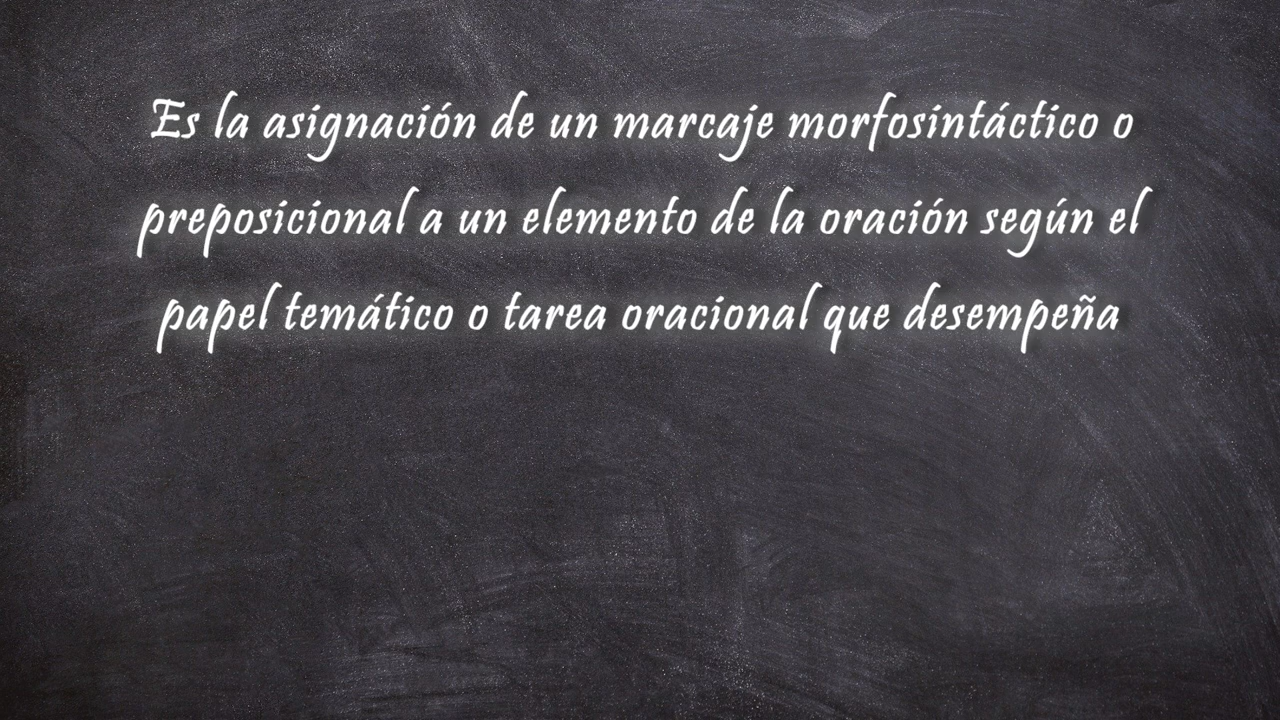 Es la asignación de un marcaje morfosintáctico o
preposicional a un elemento de la oración según el
papel temático o tarea oracional que desempeña